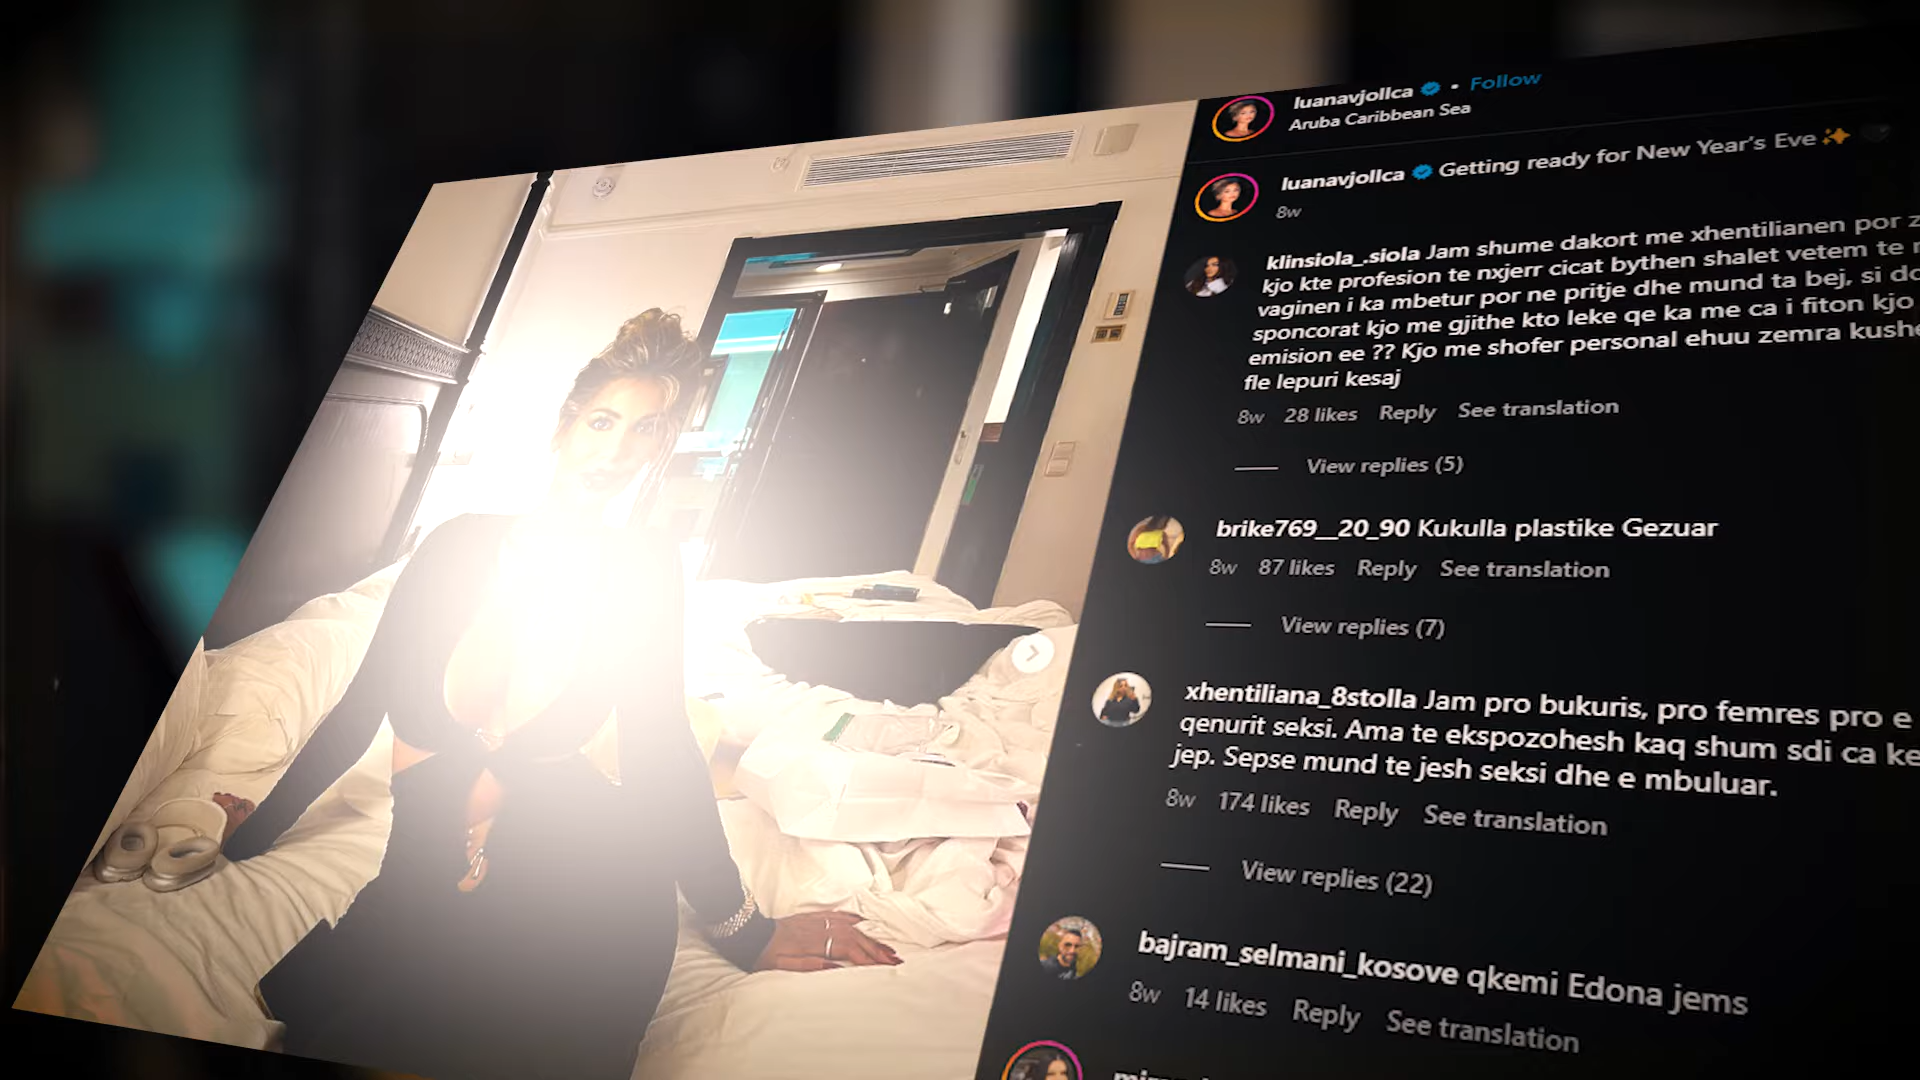 luanavjollca • Follow
Aruba Caribbean Sea
luanavjollca Getting ready for New Year's Eve
8w
klinsiola_.siola Jam shume dakort me xhentilianen por
kjo kte profesion te nxjerr cicat bythen shalet vetem te
vaginen i ka mbetur por ne pritje dhe mund ta bej, si
sponcorat kjo me gjithe kto leke qe ka me ca i fiton kjo
emision ee ?? Kjo me shofer personal ehuu zemra
fle lepuri kesaj
8w 28 likes Reply See translation
View replies (5)
brike769__20_90 Kukulla plastike Gezuar
8w 87 likes Reply See translation
View replies (7)
xhentiliana_8stolla Jam pro bukuris, pro femres pro e
qenurit seksi. Ama te ekspozohesh kaq shum sdi ca
jep. Sepse mund te jesh seksi dhe e mbuluar.
8w 174 likes Reply See translation
View replies (22)
bajram_selmani_kosove qkemi Edona jems
8w 14 likes Reply See translation